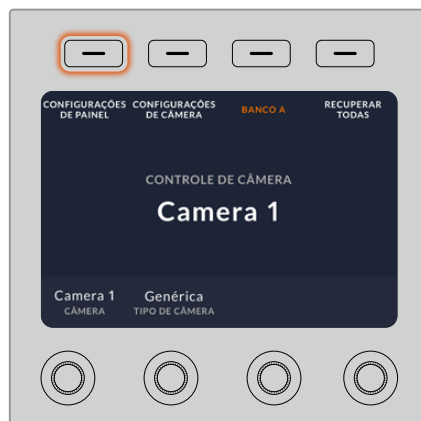 CONFIGURAÇÕES DE PAINEL
CONFIGURAÇÕES DE CÂMERA
BANCO A
RECUPERAR TODAS
CONTROLE DE CÂMERA
Camera 1
Camera 1
CÂMERA
Genérica
TIPO DE CÂMERA